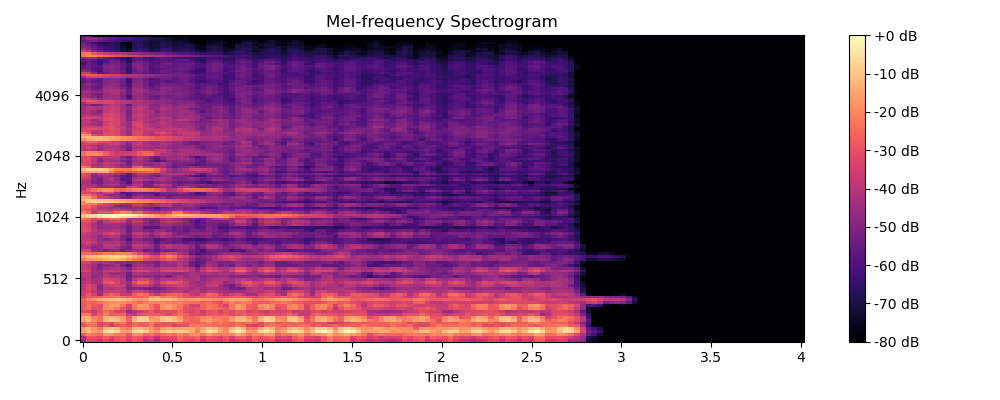 Mel-frequency Spectrogram
Hz
4096
2048
1024
512
0
0 0.5 1 1.5 2 2.5 3 3.5 4
Time
+0 dB
-10 dB
-20 dB
-30 dB
-40 dB
-50 dB
-60 dB
-70 dB
-80 dB